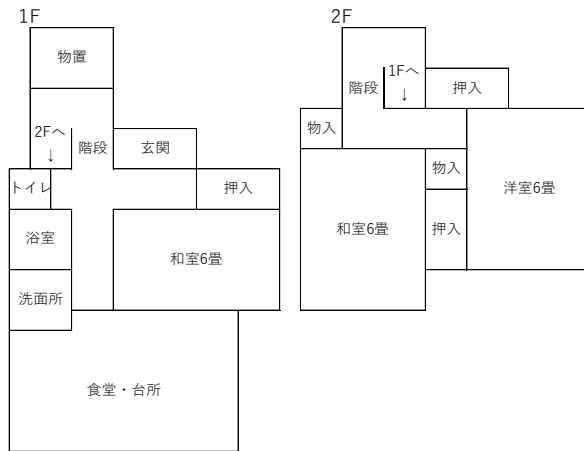 1F
物置
2Fへ
↓
階段
玄関
トイレ
押入
浴室
和室6畳
洗面所
食堂・台所
2F
1Fへ
↓
階段
押入
物入
物入
洋室6畳
和室6畳
押入